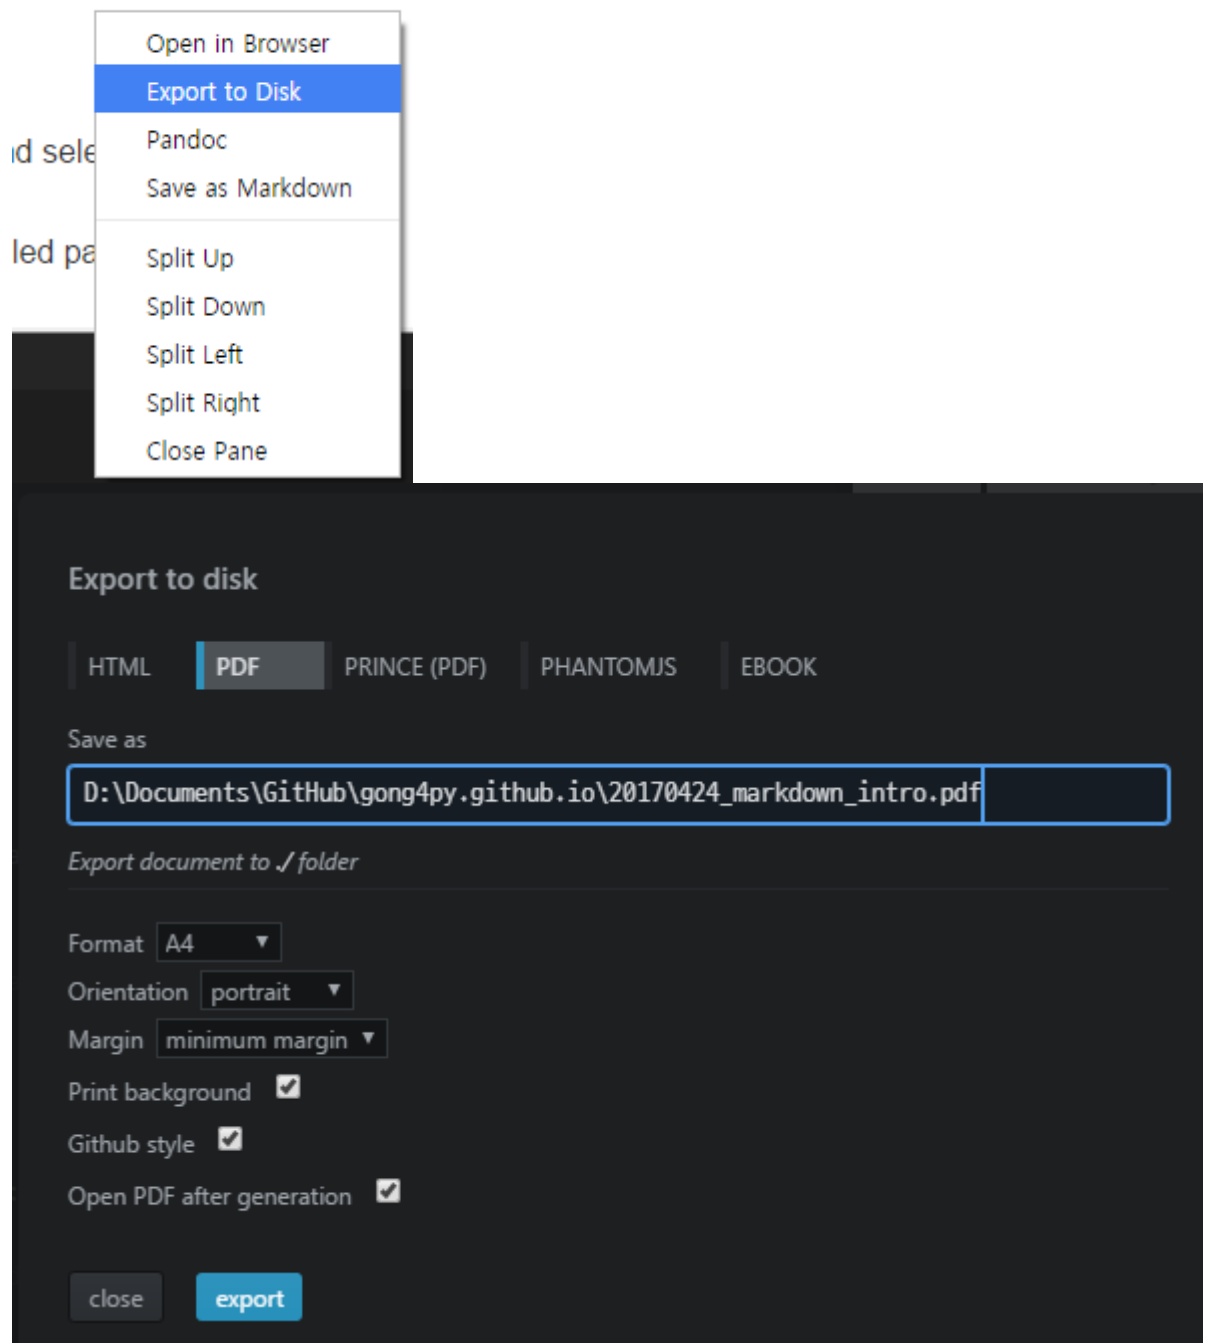 Open in Browser
Export to Disk
d sele
Pandoc
Save as Markdown
led pa
Split Up
Split Down
Split Left
Split Right
Close Pane
Export to disk
HTML PDF PRINCE (PDF) PHANTOMJS EBOOK
Save as
D:\Documents\GitHub\gong4py.github.io\20170424_markdown_intro.pdf
Export document to ./ folder
Format A4
Orientation portrait
Margin minimum margin
Print background
Github style
Open PDF after generation
close export